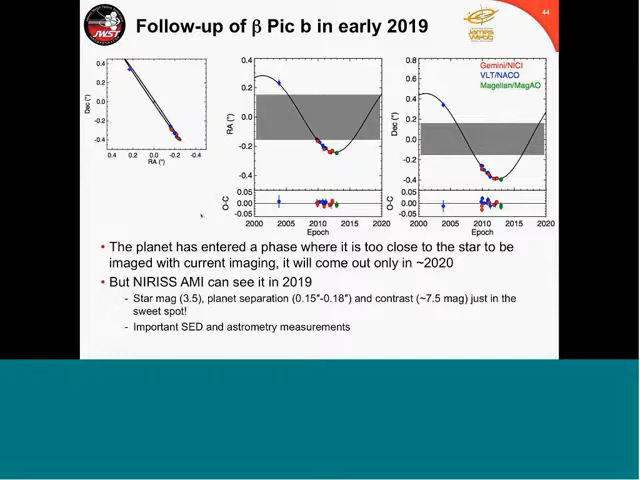 JWST
Follow-up of β Pic b in early 2019
44
0.4
0.2
0.0
-0.2
-0.4
Dec (")
0.4 0.2 0.0 -0.2 -0.4
RA (")
0.4
0.2
0.0
-0.2
-0.4
RA (")
0.05
0.00
-0.05
O-C
2000 2005 2010 2015 2020
Epoch
0.8
0.6
0.4
0.2
0.0
-0.2
-0.4
Dec (")
Gemini/NICI
VLT/NACO
Magellan/MagAO
0.05
0.00
-0.05
O-C
2000 2005 2010 2015 2020
Epoch
• The planet has entered a phase where it is too close to the star to be
imaged with current imaging, it will come out only in ~2020
• But NIRISS AMI can see it in 2019
- Star mag (3.5), planet separation (0.15″-0.18″) and contrast (~7.5 mag) just in the
sweet spot!
- Important SED and astrometry measurements